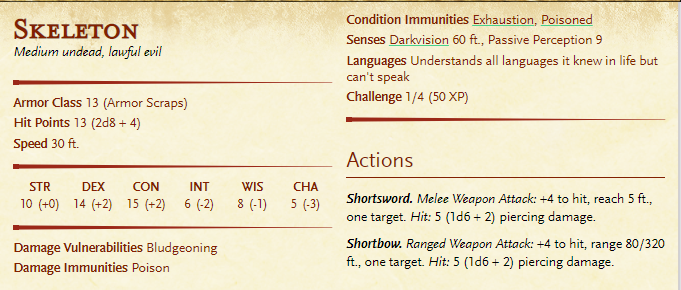 SKELETON
Medium undead, lawful evil
Armor Class 13 (Armor Scraps)
Hit Points 13 (2d8 + 4)
Speed 30 ft.
STR DEX CON INT WIS CHA
10 (+0) 14 (+2) 15 (+2) 6 (-2) 8 (-1) 5 (-3)
Damage Vulnerabilities Bludgeoning
Damage Immunities Poison
Condition Immunities Exhaustion, Poisoned
Senses Darkvision 60 ft., Passive Perception 9
Languages Understands all languages it knew in life but
can't speak
Challenge 1/4 (50 XP)
Actions
Shortsword. Melee Weapon Attack: +4 to hit, reach 5 ft.,
one target. Hit: 5 (1d6 + 2) piercing damage.
Shortbow. Ranged Weapon Attack: +4 to hit, range 80/320
ft., one target. Hit: 5 (1d6 + 2) piercing damage.